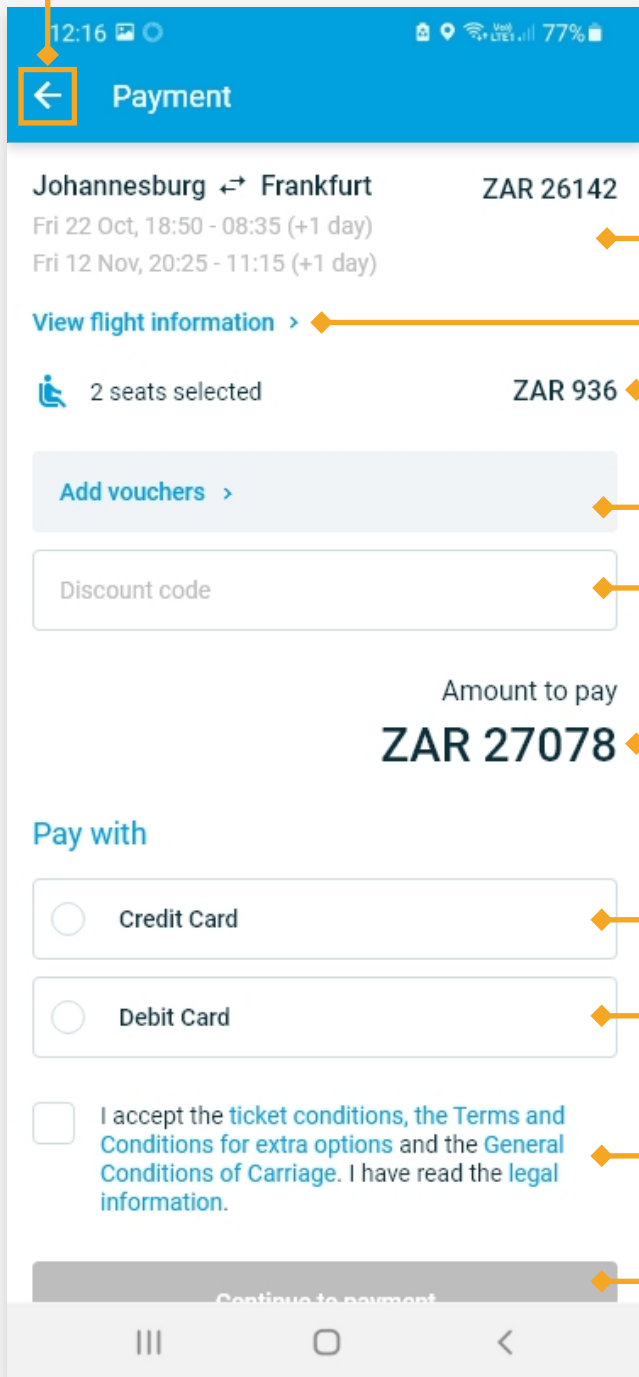 12:16 77%
Payment
Johannesburg Frankfurt ZAR 26142
Fri 22 Oct, 18:50 - 08:35 (+1 day)
Fri 12 Nov, 20:25 - 11:15 (+1 day)
View flight information >
2 seats selected ZAR 936
Add vouchers >
Discount code
Amount to pay
ZAR 27078
Pay with
Credit Card
Debit Card
I accept the ticket conditions, the Terms and
Conditions for extra options and the General
Conditions of Carriage. I have read the legal
information.
Continue to payment